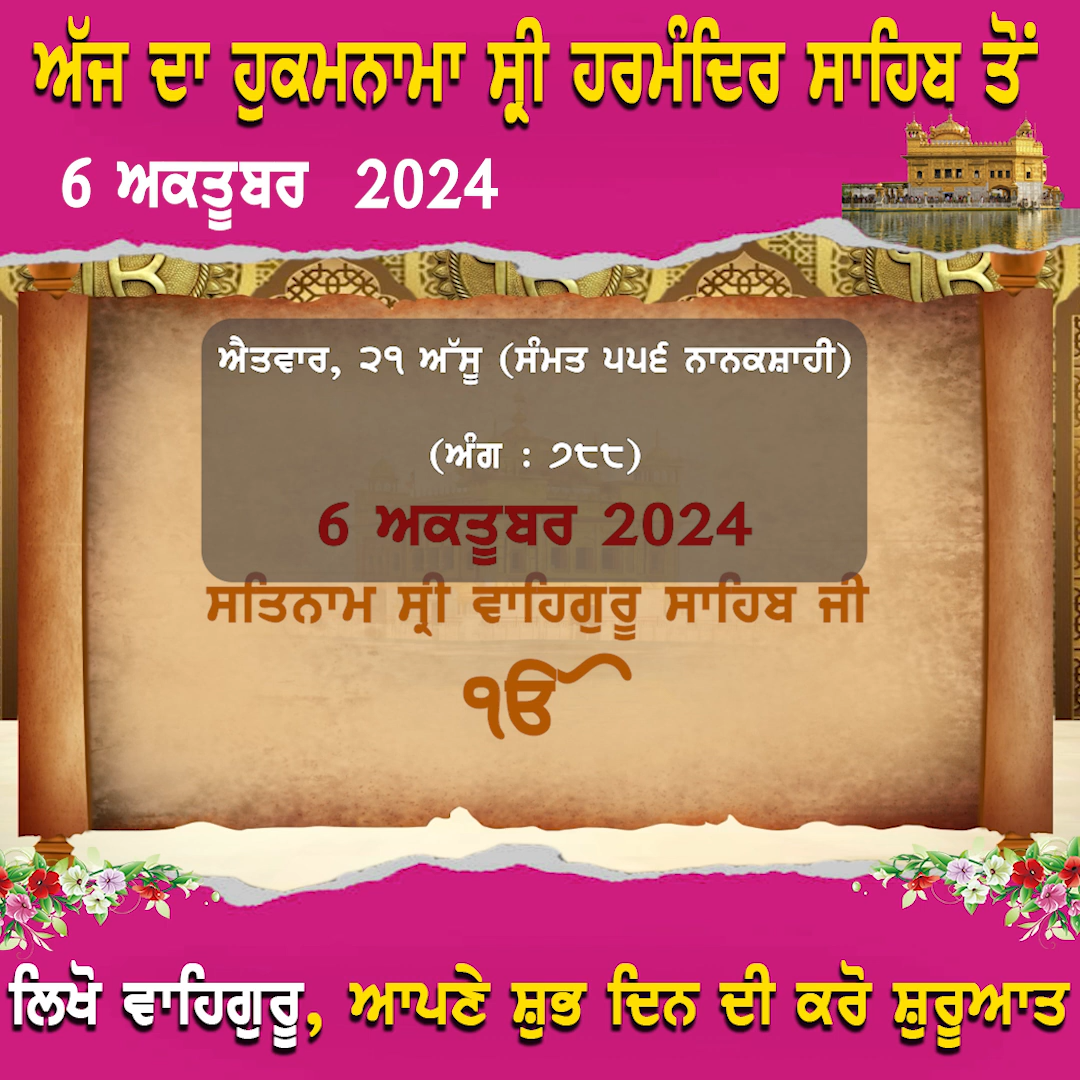 ਅੱਜ ਦਾ ਹੁਕਮਨਾਮਾ ਸ੍ਰੀ ਹਰਮੰਦਿਰ ਸਾਹਿਬ ਤੋਂ
6 ਅਕਤੂਬਰ 2024
ਐਤਵਾਰ, ੨੧ ਅੱਸੂ (ਸੰਮਤ ੫੫੬ ਨਾਨਕਸ਼ਾਹੀ)
(ਅੰਗ : ੭੮੮)
6 ਅਕਤੂਬਰ 2024
ਸਤਿਨਾਮ ਸ੍ਰੀ ਵਾਹਿਗੁਰੂ ਸਾਹਿਬ ਜੀ
ੴ
ਲਿਖੋ ਵਾਹਿਗੁਰੂ, ਆਪਣੇ ਸ਼ੁਭ ਦਿਨ ਦੀ ਕਰੋ ਸ਼ੁਰੂਆਤ